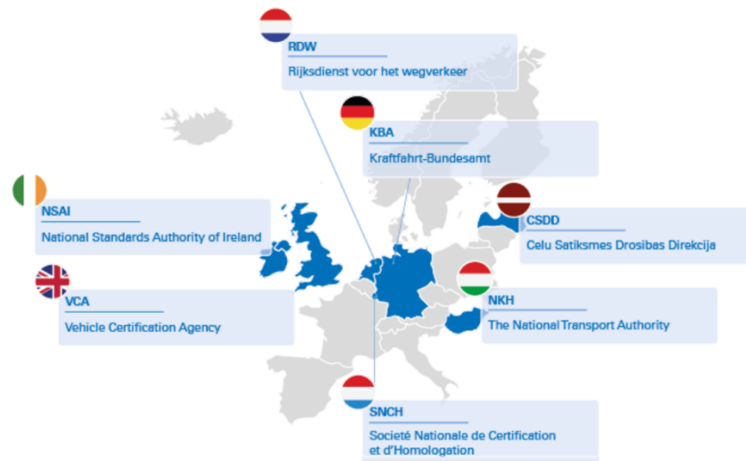 RDW
Rijksdienst voor het wegverkeer
KBA
Kraftfahrt-Bundesamt
NSAI
National Standards Authority of Ireland
CSDD
Celu Satiksmes Drosibas Direkcija
VCA
Vehicle Certification Agency
NKH
The National Transport Authority
SNCH
Societé Nationale de Certification
et d'Homologation